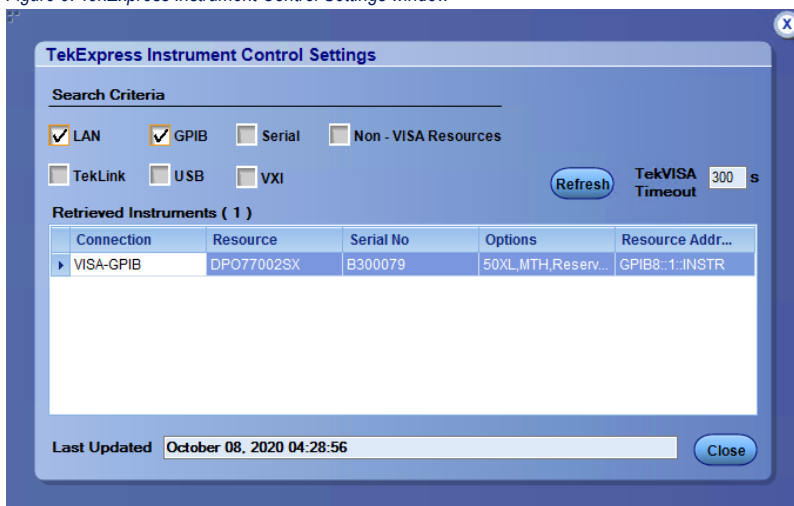 X
TekExpress Instrument Control Settings
Search Criteria
LAN GPIB Serial Non - VISA Resources
TekLink USB VXI
Refresh TekVISA Timeout 300 s
Retrieved Instruments ( 1 )
Connection Resource Serial No Options Resource Addr...
VISA-GPIB DPO77002SX B300079 50XL,MTH,Reserv... GPIB8::1::INSTR
Last Updated October 08, 2020 04:28:56 Close